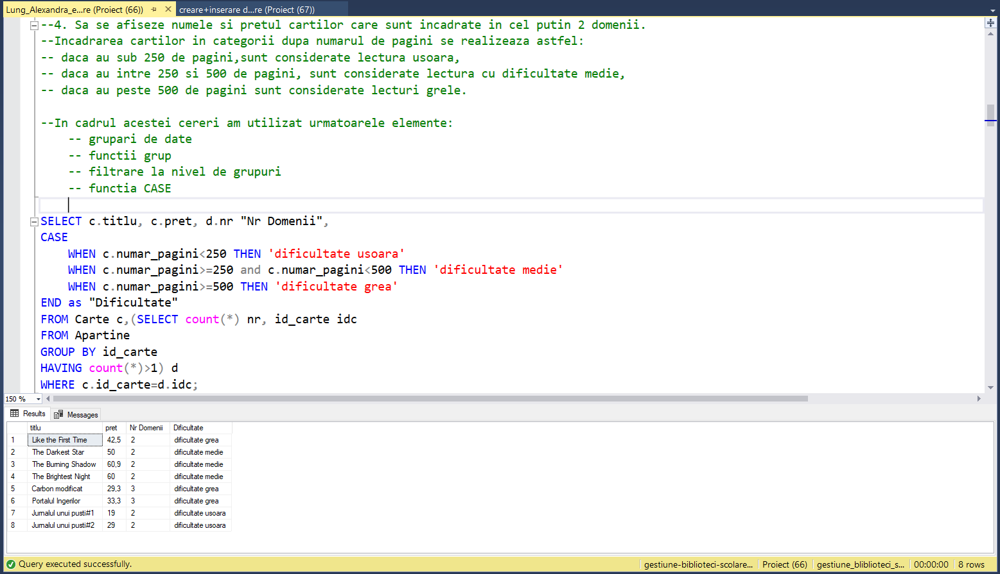 Lung_Alexandra_e...re (Proiect (66))
creare+inserare d...re (Proiect (67))
--4. Sa se afiseze numele si pretul cartilor care sunt incadrate in cel putin 2 domenii.
--Incadrarea cartilor in categorii dupa numarul de pagini se realizeaza astfel:
-- daca au sub 250 de pagini,sunt considerate lectura usoara,
-- daca au intre 250 si 500 de pagini, sunt considerate lectura cu dificultate medie,
-- daca au peste 500 de pagini sunt considerate lecturi grele.
--In cadrul acestei cereri am utilizat urmatoarele elemente:
-- grupari de date
-- functii grup
-- filtrare la nivel de grupuri
-- functia CASE
SELECT c.titlu, c.pret, d.nr "Nr Domenii",
CASE
WHEN c.numar_pagini<250 THEN 'dificultate usoara'
WHEN c.numar_pagini>=250 and c.numar_pagini<500 THEN 'dificultate medie'
WHEN c.numar_pagini>=500 THEN 'dificultate grea'
END as "Dificultate"
FROM Carte c,(SELECT count(*) nr, id_carte idc
FROM Apartine
GROUP BY id_carte
HAVING count(*)>1) d
WHERE c.id_carte=d.idc;
150 %
Results Messages
titlu pret Nr Domenii Dificultate
1 Like the First Time 42,5 2 dificultate grea
2 The Darkest Star 50 2 dificultate medie
3 The Burning Shadow 60,9 2 dificultate medie
4 The Brightest Night 60 2 dificultate medie
5 Carbon modificat 29,3 3 dificultate grea
6 Portalul Ingerilor 33,3 3 dificultate grea
7 Jurnalul unui pusti#1 19 2 dificultate usoara
8 Jurnalul unui pusti#2 29 2 dificultate usoara
Query executed successfully.
gestiune-biblioteci-scolare... Proiect (66) gestiune_bliblioteci_s... 00:00:00 8 rows